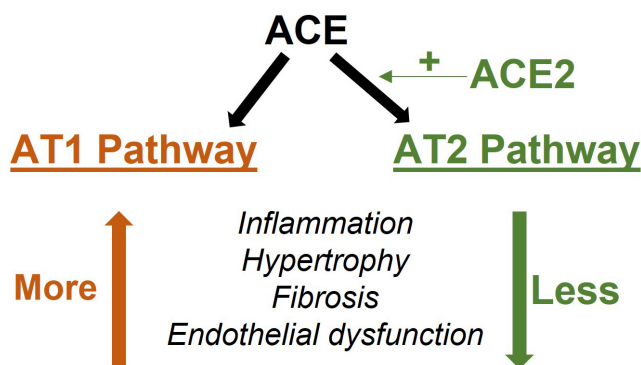 ACE
+
ACE2
AT1 Pathway
AT2 Pathway
Inflammation
Hypertrophy
More
Fibrosis
Less
Endothelial dysfunction